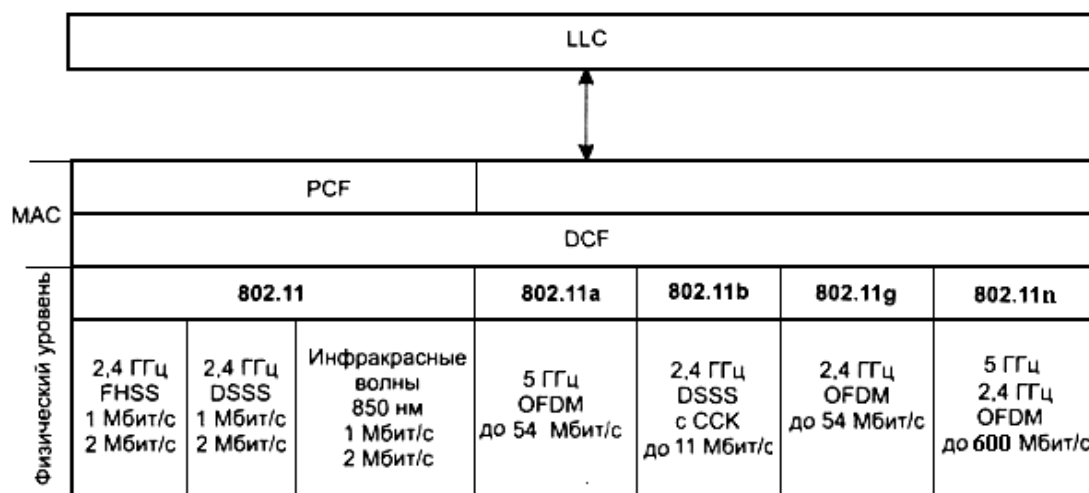 LLC
PCF
MAC
DCF
Физический уровень
802.11
802.11a
802.11b
802.11g
802.11n
2,4 ГГц
FHSS
1 Мбит/с
2 Мбит/с
2,4 ГГц
DSSS
1 Мбит/с
2 Мбит/с
Инфракрасные
волны
850 нм
1 Мбит/с
2 Мбит/с
5 ГГц
OFDM
до 54 Мбит/с
2,4 ГГц
DSSS
с ССК
до 11 Мбит/с
2,4 ГГц
OFDM
до 54 Мбит/с
5 ГГц
2,4 ГГц
OFDM
до 600 Мбит/с